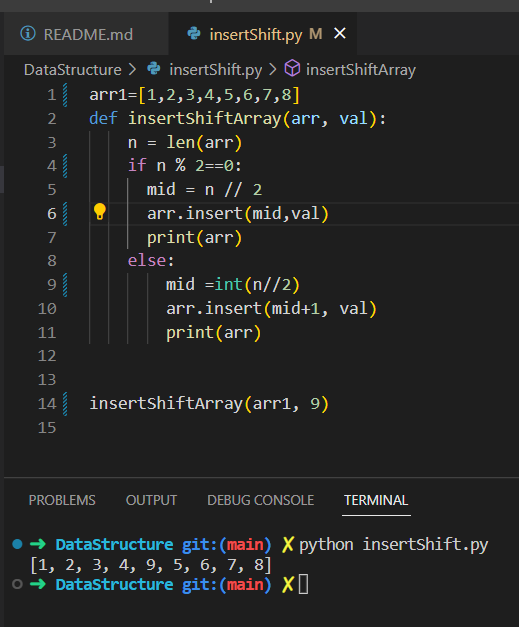 README.md
insertShift.py M
DataStructure > insertShift.py > insertShiftArray
1 arr1=[1,2,3,4,5,6,7,8]
2 def insertShiftArray(arr, val):
3     n = len(arr)
4     if n % 2==0:
5       mid = n // 2
6       arr.insert(mid,val)
7       print(arr)
8     else:
9         mid =int(n//2)
10         arr.insert(mid+1, val)
11         print(arr)
12
13
14 insertShiftArray(arr1, 9)
15
PROBLEMS OUTPUT DEBUG CONSOLE TERMINAL
➜ DataStructure git:(main) ✗ python insertShift.py
[1, 2, 3, 4, 9, 5, 6, 7, 8]
➜ DataStructure git:(main) ✗